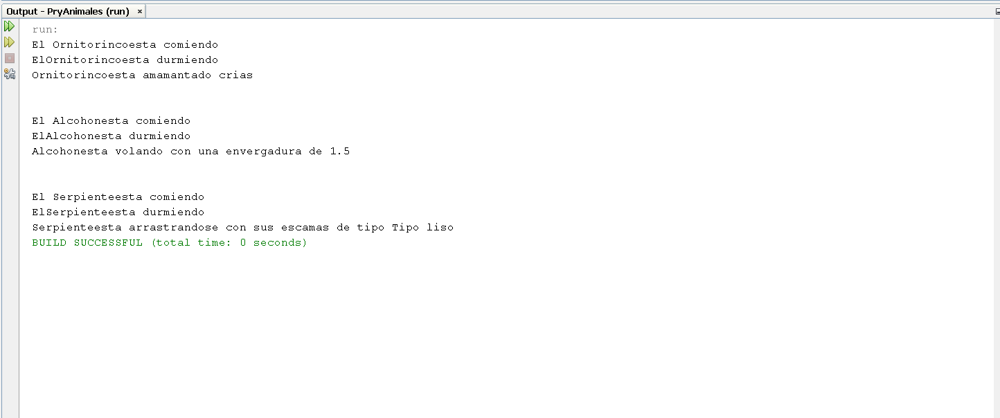 Output - PryAnimales (run) ×
run:
El Ornitorincoesta comiendo
ElOrnitorincoesta durmiendo
Ornitorincoesta amamantado crias
El Alcohonesta comiendo
ElAlcohonesta durmiendo
Alcohonesta volando con una envergadura de 1.5
El Serpienteesta comiendo
ElSerpienteesta durmiendo
Serpienteesta arrastrandose con sus escamas de tipo Tipo liso
BUILD SUCCESSFUL (total time: 0 seconds)